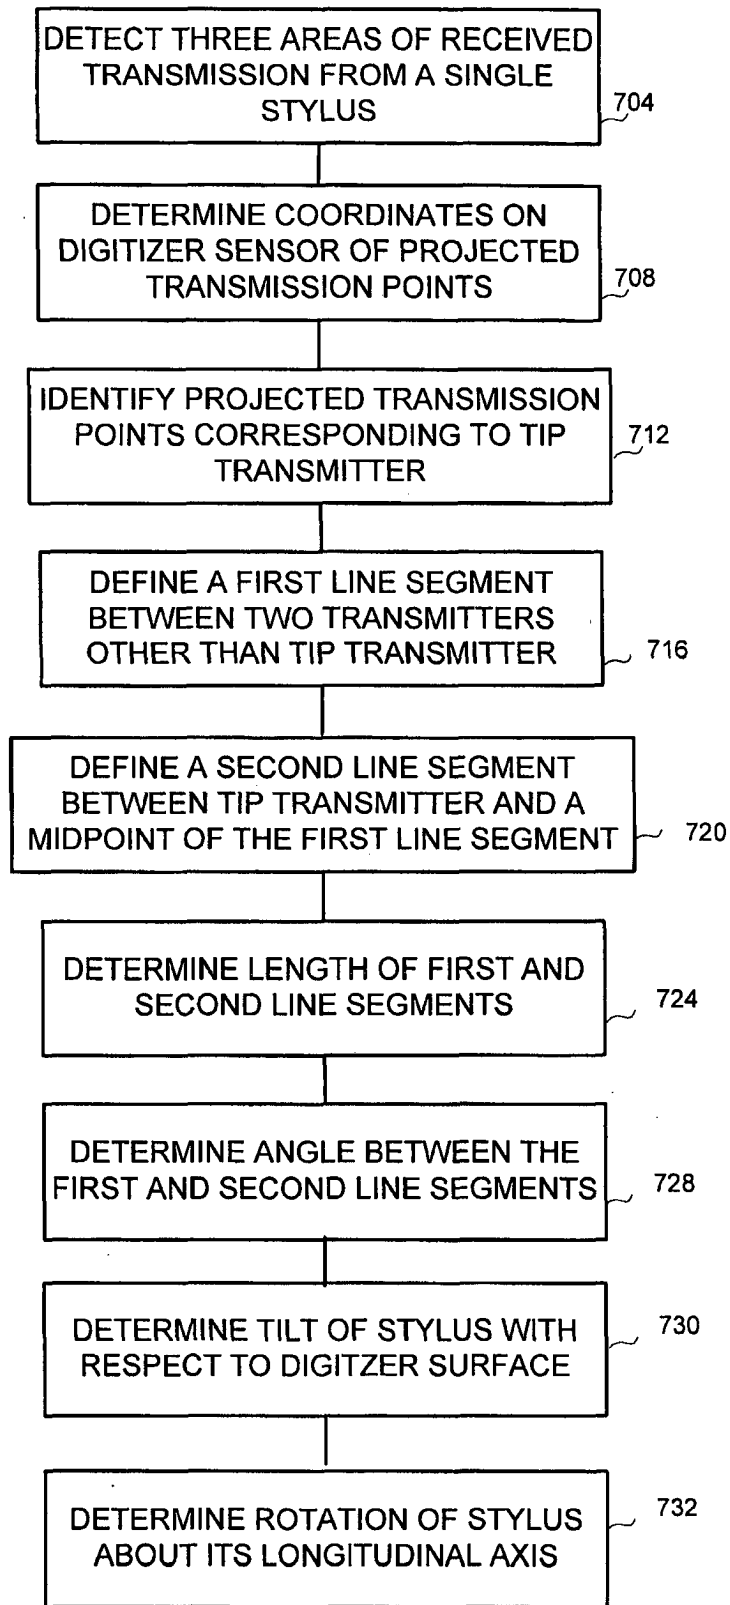 DETECT THREE AREAS OF RECEIVED
TRANSMISSION FROM A SINGLE
STYLUS
704
DETERMINE COORDINATES ON
DIGITIZER SENSOR OF PROJECTED
TRANSMISSION POINTS
708
IDENTIFY PROJECTED TRANSMISSION
POINTS CORRESPONDING TO TIP
TRANSMITTER
712
DEFINE A FIRST LINE SEGMENT
BETWEEN TWO TRANSMITTERS
OTHER THAN TIP TRANSMITTER
716
DEFINE A SECOND LINE SEGMENT
BETWEEN TIP TRANSMITTER AND A
MIDPOINT OF THE FIRST LINE SEGMENT
720
DETERMINE LENGTH OF FIRST AND
SECOND LINE SEGMENTS
724
DETERMINE ANGLE BETWEEN THE
FIRST AND SECOND LINE SEGMENTS
728
DETERMINE TILT OF STYLUS WITH
RESPECT TO DIGITZER SURFACE
730
DETERMINE ROTATION OF STYLUS
ABOUT ITS LONGITUDINAL AXIS
732